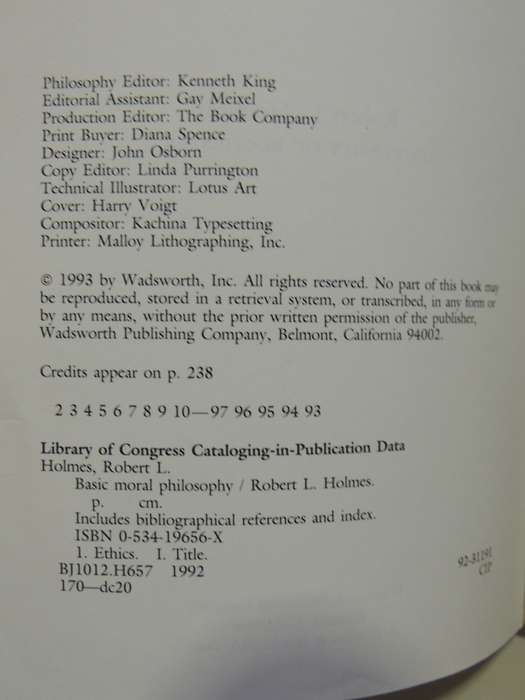 Philosophy Editor: Kenneth King
Editorial Assistant: Gay Meixel
Production Editor: The Book Company
Print Buyer: Diana Spence
Designer: John Osborn
Copy Editor: Linda Purrington
Technical Illustrator: Lotus Art
Cover: Harry Voigt
Compositor: Kachina Typesetting
Printer: Malloy Lithographing, Inc.
© 1993 by Wadsworth, Inc. All rights reserved. No part of this book may
be reproduced, stored in a retrieval system, or transcribed, in any form or
by any means, without the prior written permission of the publisher,
Wadsworth Publishing Company, Belmont, California 94002.
Credits appear on p. 238
2 3 4 5 6 7 8 9 10—97 96 95 94 93
Library of Congress Cataloging-in-Publication Data
Holmes, Robert L.
Basic moral philosophy / Robert L. Holmes.
p. cm.
Includes bibliographical references and index.
ISBN 0-534-19656-X
1. Ethics. I. Title.
BJ1012.H657 1992
170—dc20
92-31191
CIP